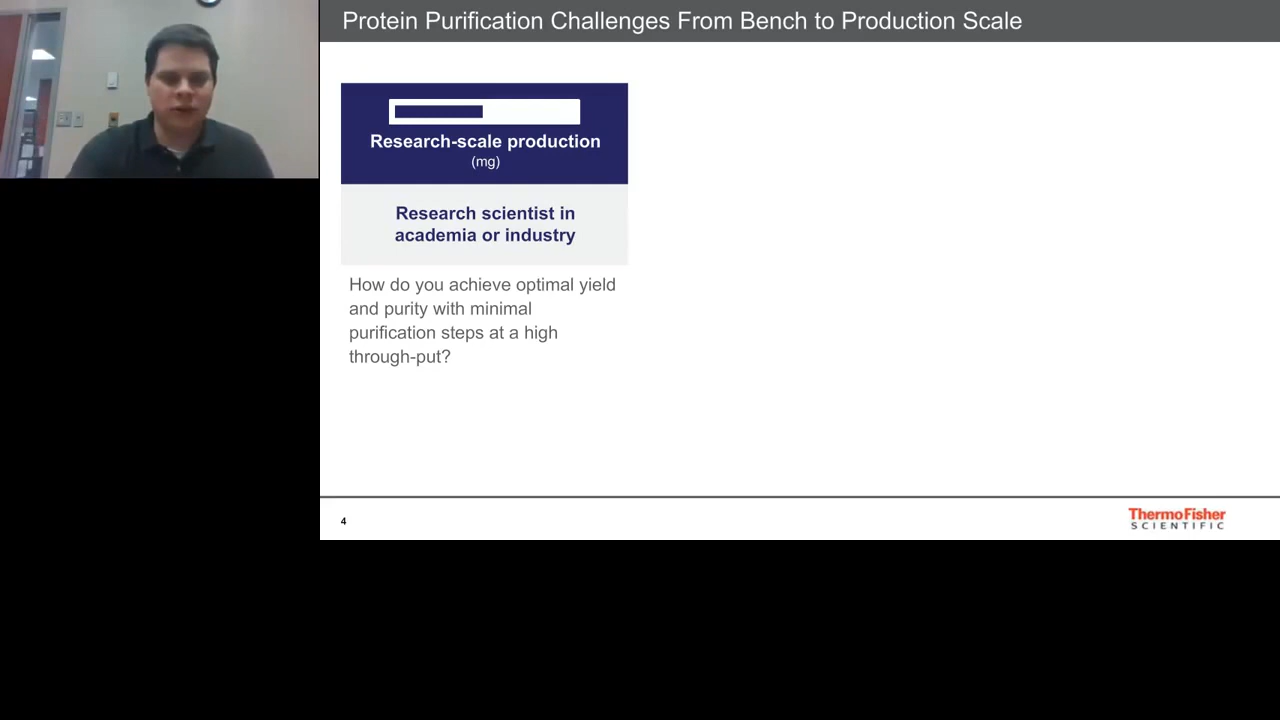 Protein Purification Challenges From Bench to Production Scale
Research-scale production
(mg)
Research scientist in
academia or industry
How do you achieve optimal yield
and purity with minimal
purification steps at a high
through-put?
4
ThermoFisher
SCIENTIFIC